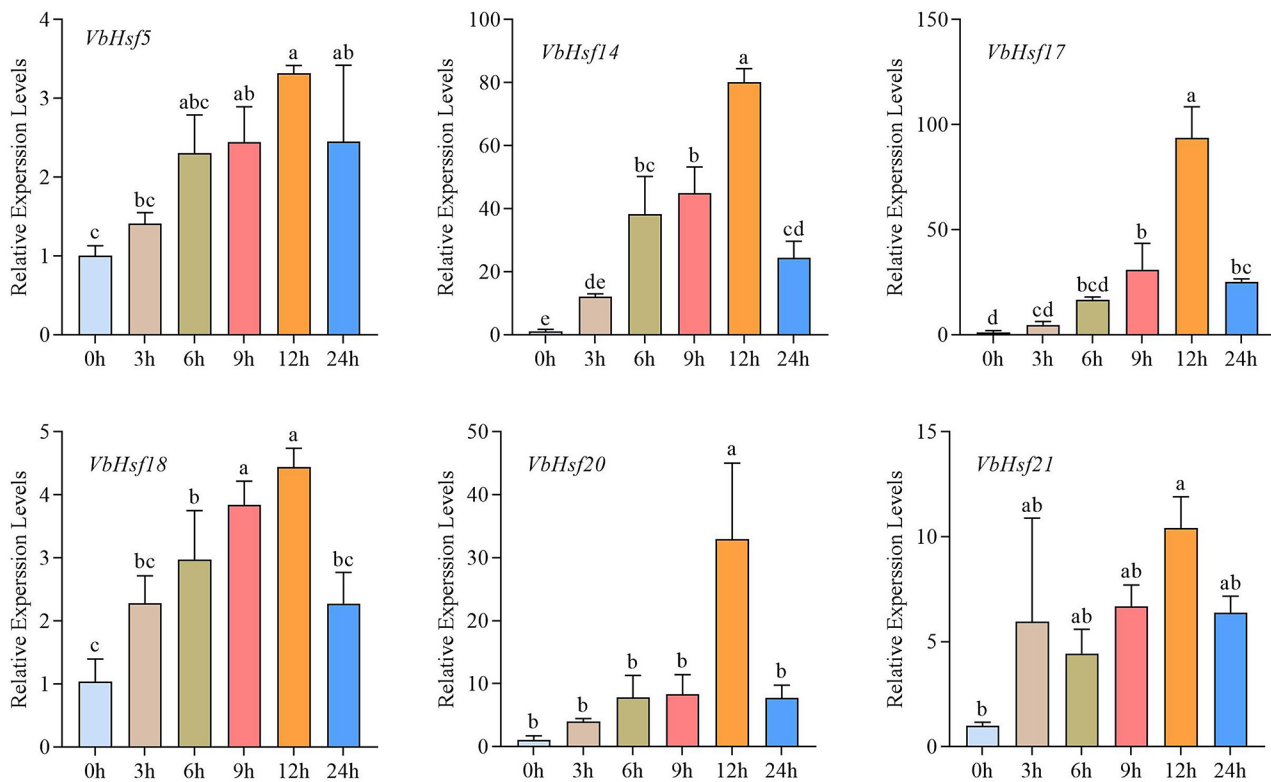 VbHsf5
Relative Experssion Levels
4
3
2
1
0
c
bc
abc
ab
a
ab
0h 3h 6h 9h 12h 24h
VbHsf14
Relative Experssion Levels
100
80
60
40
20
0
e
de
bc
b
a
cd
0h 3h 6h 9h 12h 24h
VbHsf17
Relative Experssion Levels
150
100
50
0
d
cd
bcd
b
a
bc
0h 3h 6h 9h 12h 24h
VbHsf18
Relative Experssion Levels
5
4
3
2
1
0
c
bc
b
a
a
bc
0h 3h 6h 9h 12h 24h
VbHsf20
Relative Experssion Levels
50
40
30
20
10
0
b
b
b
b
a
b
0h 3h 6h 9h 12h 24h
VbHsf21
Relative Experssion Levels
15
10
5
0
b
ab
ab
ab
a
ab
0h 3h 6h 9h 12h 24h